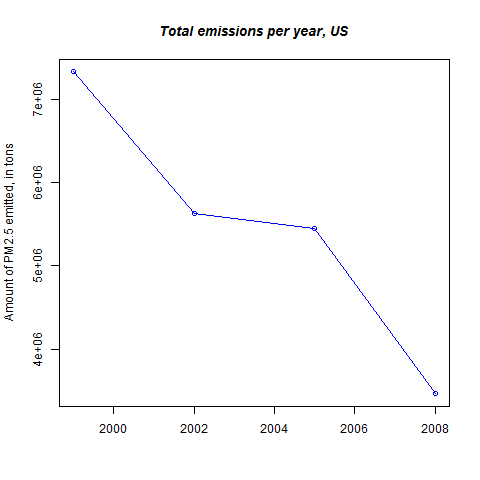 Total emissions per year, US
Amount of PM2.5 emitted, in tons
7e+06
6e+06
5e+06
4e+06
2000 2002 2004 2006 2008